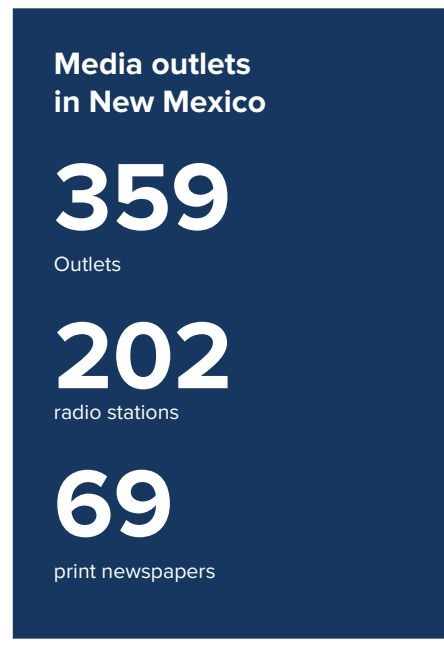 Media outlets
in New Mexico
359
Outlets
202
radio stations
69
print newspapers